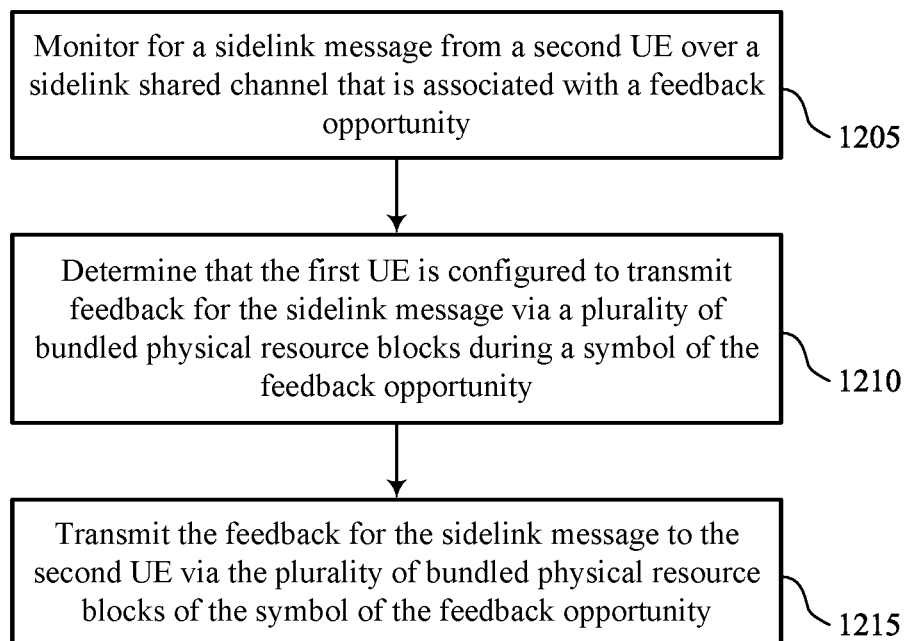 Monitor for a sidelink message from a second UE over a
sidelink shared channel that is associated with a feedback
opportunity
1205
Determine that the first UE is configured to transmit
feedback for the sidelink message via a plurality of
bundled physical resource blocks during a symbol of the
feedback opportunity
1210
Transmit the feedback for the sidelink message to the
second UE via the plurality of bundled physical resource
blocks of the symbol of the feedback opportunity
1215